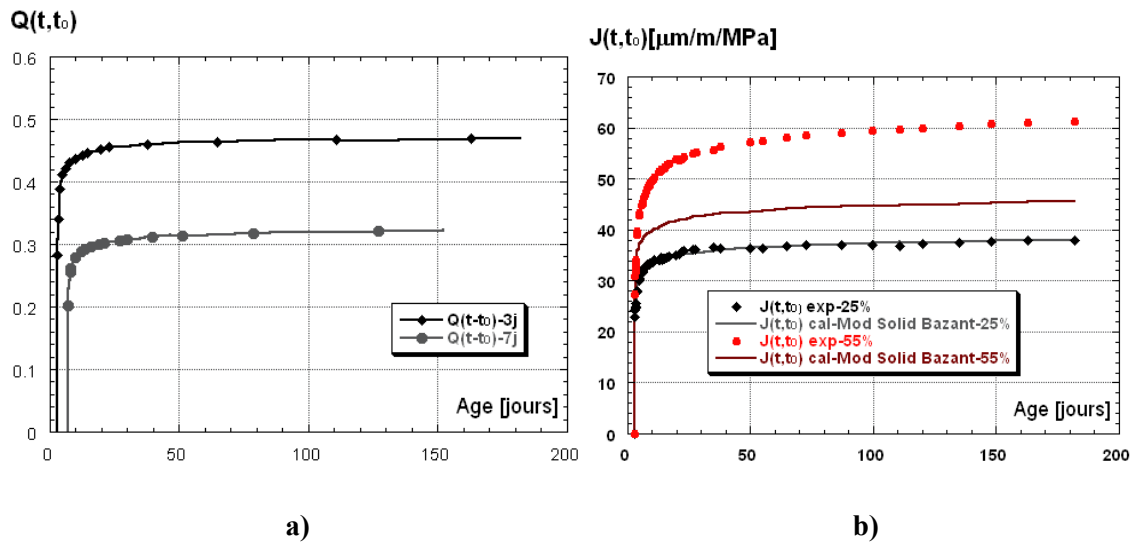 Q(t,t₀)
0.6
0.5
0.4
0.3
0.2
0.1
0
Q(t-t₀)-3j
Q(t-t₀)-7j
Age [jours]
0 50 100 150 200
a)
J(t,t₀)[µm/m/MPa]
70
60
50
40
30
20
10
0
J(t,t₀) exp-25%
J(t,t₀) cal-Mod Solid Bazant-25%
J(t,t₀) exp-55%
J(t,t₀) cal-Mod Solid Bazant-55%
Age [jours]
0 50 100 150 200
b)